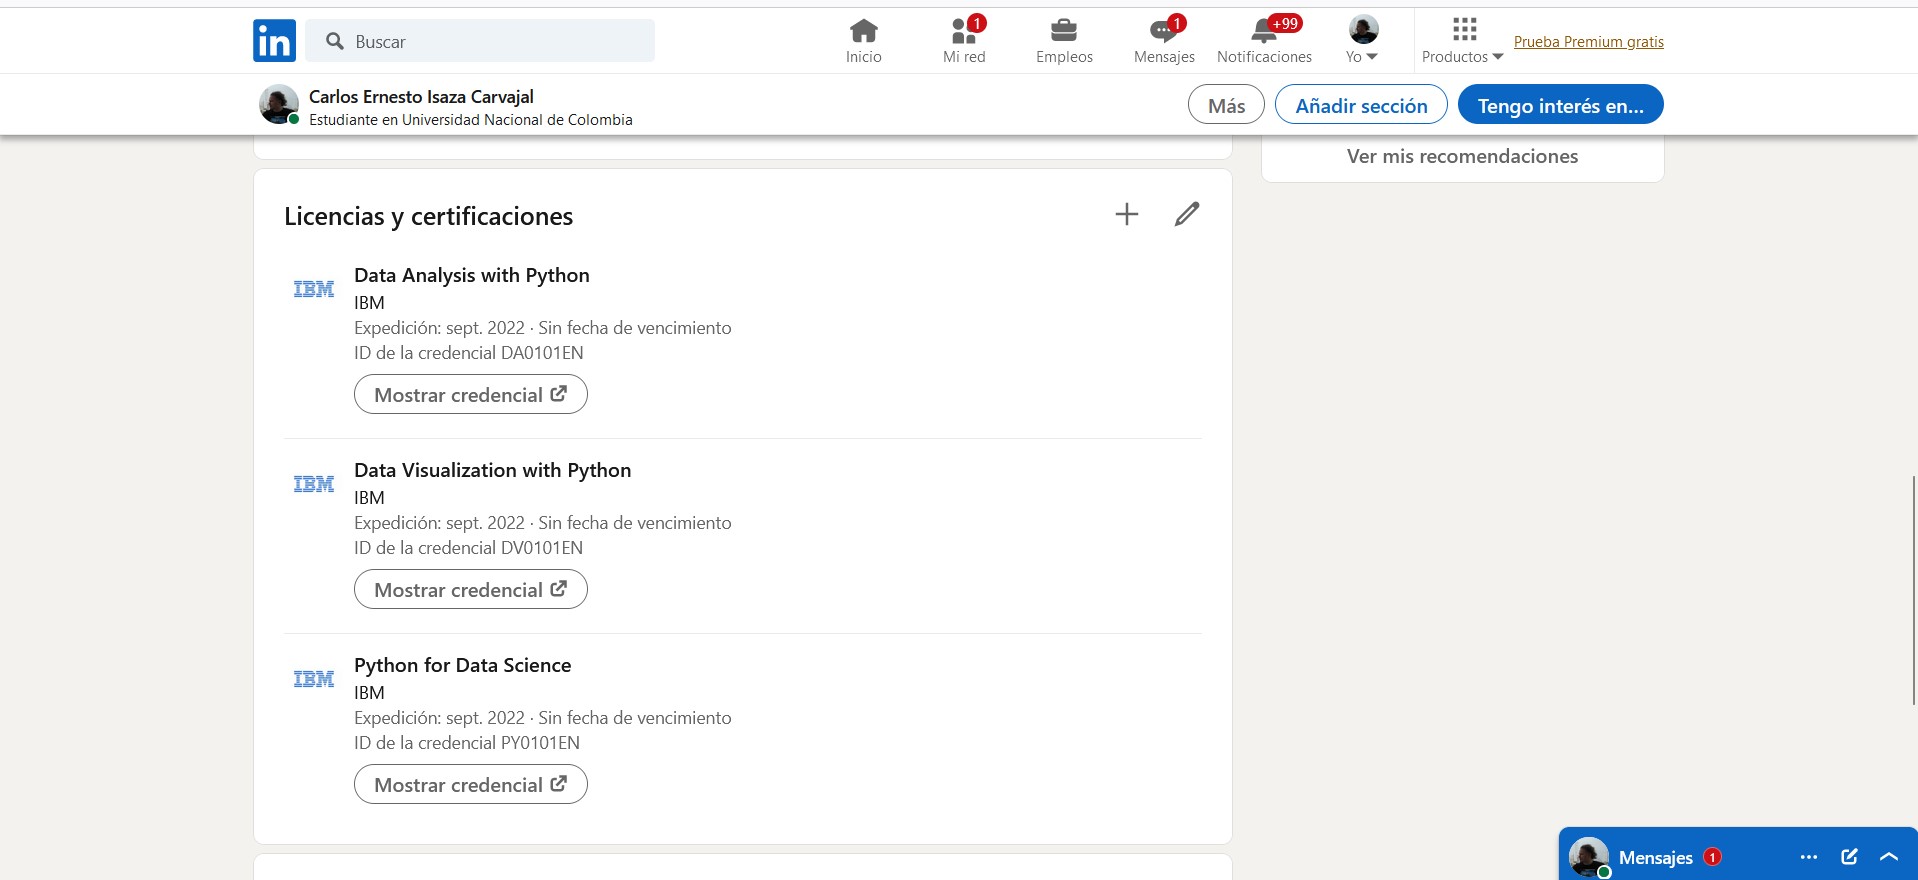 in
Buscar
1
1
+99
Inicio
Mi red
Empleos
Mensajes
Notificaciones
Yo
Productos
Prueba Premium gratis
Carlos Ernesto Isaza Carvajal
Estudiante en Universidad Nacional de Colombia
Más
Añadir sección
Tengo interés en...
Ver mis recomendaciones
Licencias y certificaciones
IBM
Data Analysis with Python
IBM
Expedición: sept. 2022 · Sin fecha de vencimiento
ID de la credencial DA0101EN
Mostrar credencial
IBM
Data Visualization with Python
IBM
Expedición: sept. 2022 · Sin fecha de vencimiento
ID de la credencial DV0101EN
Mostrar credencial
IBM
Python for Data Science
IBM
Expedición: sept. 2022 · Sin fecha de vencimiento
ID de la credencial PY0101EN
Mostrar credencial
Mensajes 1